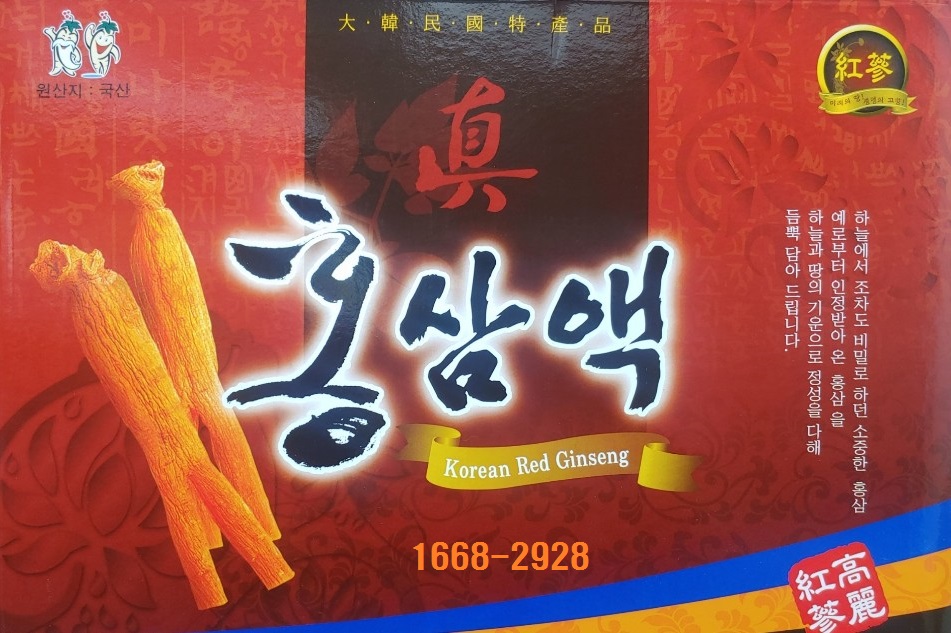 大·韓·民·國·特·產·品
원산지 : 국산
紅蔘
眞
홍삼액
Korean Red Ginseng
하늘에서 조차도 비밀로 하던 소중한 홍삼
예로부터 인정받아 온 홍삼을
하늘과 땅의 기운으로 정성을 다해
듬뿍 담아 드립니다.
1668-2928
高麗
紅蔘